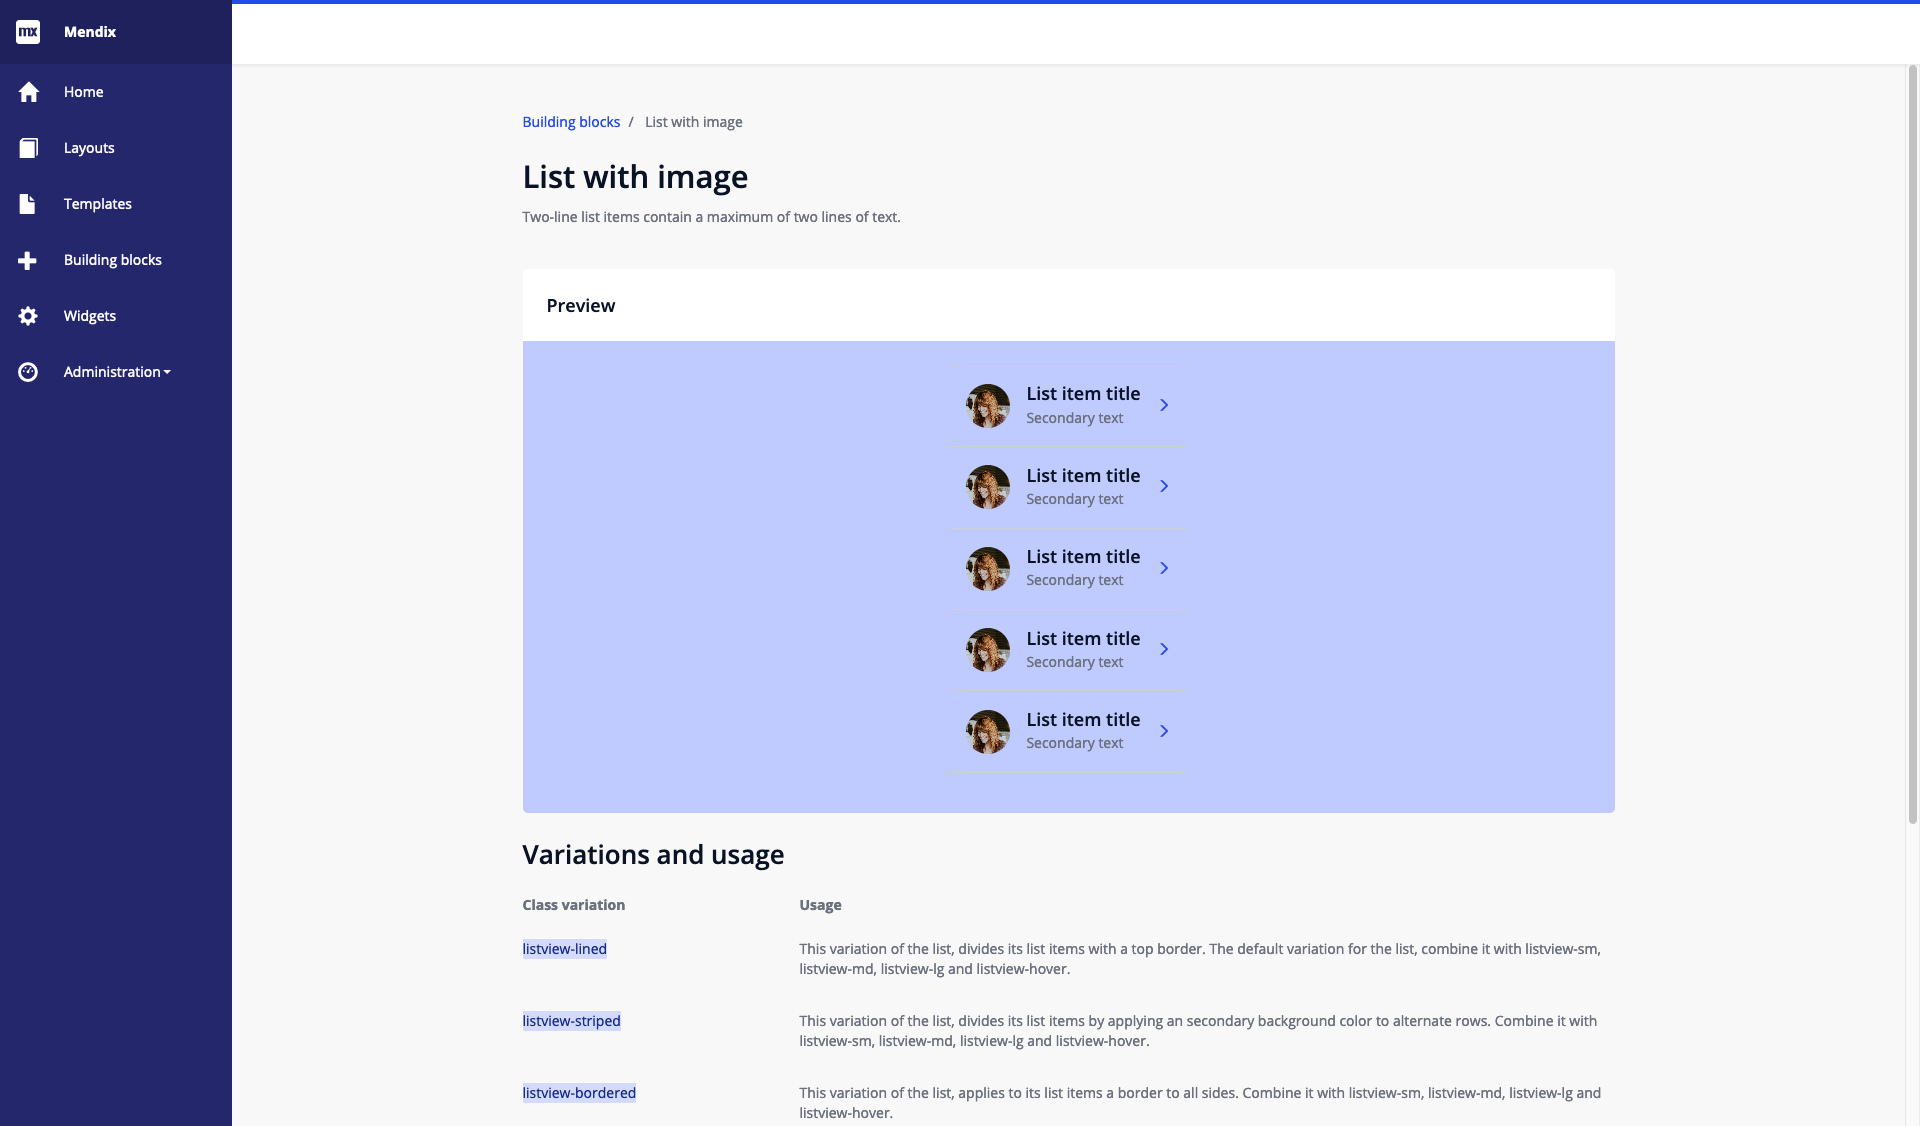 mx Mendix
Home
Layouts
Templates
Building blocks
Widgets
Administration
Building blocks / List with image
List with image
Two-line list items contain a maximum of two lines of text.
Preview
List item title
Secondary text
List item title
Secondary text
List item title
Secondary text
List item title
Secondary text
List item title
Secondary text
Variations and usage
Class variation Usage
listview-lined
This variation of the list, divides its list items with a top border. The default variation for the list, combine it with listview-sm,
listview-md, listview-lg and listview-hover.
listview-striped
This variation of the list, divides its list items by applying an secondary background color to alternate rows. Combine it with
listview-sm, listview-md, listview-lg and listview-hover.
listview-bordered
This variation of the list, applies to its list items a border to all sides. Combine it with listview-sm, listview-md, listview-lg and
listview-hover.